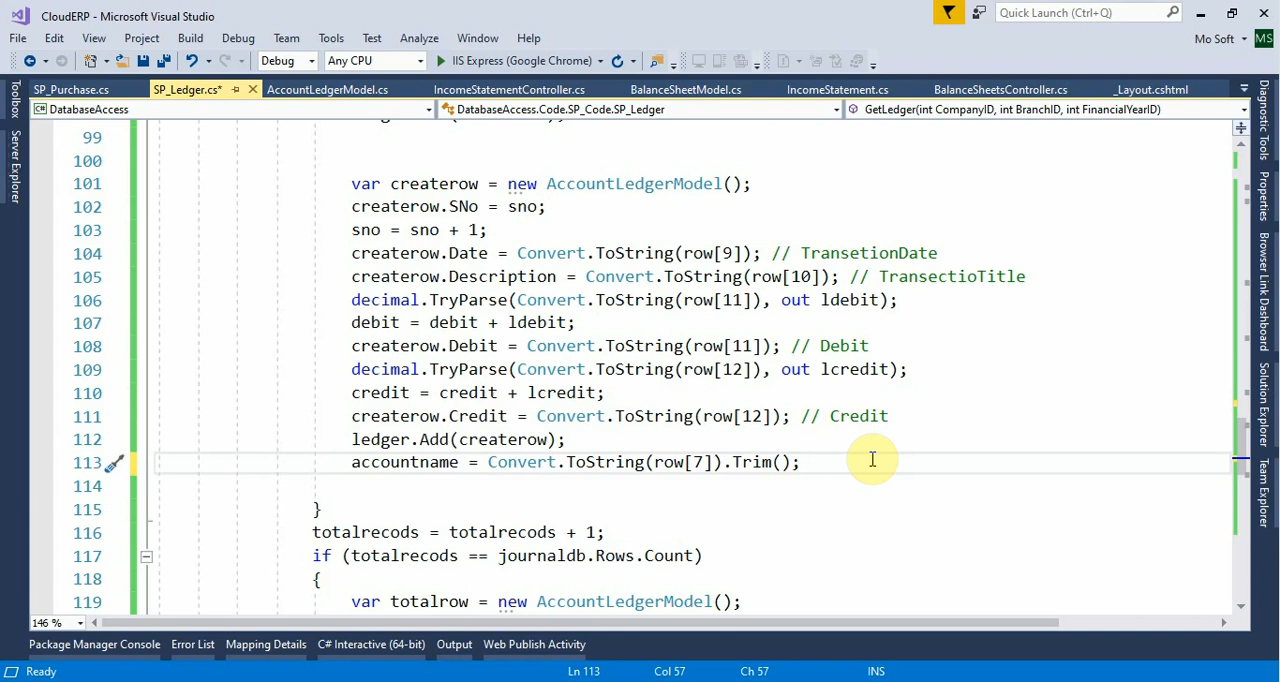 CloudERP - Microsoft Visual Studio
Quick Launch (Ctrl+Q)
File Edit View Project Build Debug Team Tools Test Analyze Window Help
Mo Soft MS
Debug Any CPU IIS Express (Google Chrome)
SP_Purchase.cs SP_Ledger.cs* AccountLedgerModel.cs IncomeStatementController.cs BalanceSheetModel.cs IncomeStatement.cs BalanceSheetsController.cs _Layout.cshtml
DatabaseAccess DatabaseAccess.Code.SP_Code.SP_Ledger GetLedger(int CompanyID, int BranchID, int FinancialYearID)
99
100
101 var createrow = new AccountLedgerModel();
102 createrow.SNo = sno;
103 sno = sno + 1;
104 createrow.Date = Convert.ToString(row[9]); // TransetionDate
105 createrow.Description = Convert.ToString(row[10]); // TransectioTitle
106 decimal.TryParse(Convert.ToString(row[11]), out ldebit);
107 debit = debit + ldebit;
108 createrow.Debit = Convert.ToString(row[11]); // Debit
109 decimal.TryParse(Convert.ToString(row[12]), out lcredit);
110 credit = credit + lcredit;
111 createrow.Credit = Convert.ToString(row[12]); // Credit
112 ledger.Add(createrow);
113 accountname = Convert.ToString(row[7]).Trim();
114
115 }
116 totalrecods = totalrecods + 1;
117 if (totalrecods == journaldb.Rows.Count)
118 {
119 var totalrow = new AccountLedgerModel();
146 %
Package Manager Console Error List Mapping Details C# Interactive (64-bit) Output Web Publish Activity
Ready Ln 113 Col 57 Ch 57 INS
Toolbox
Server Explorer
Diagnostic Tools
Properties
Browser Link Dashboard
Solution Explorer
Team Explorer